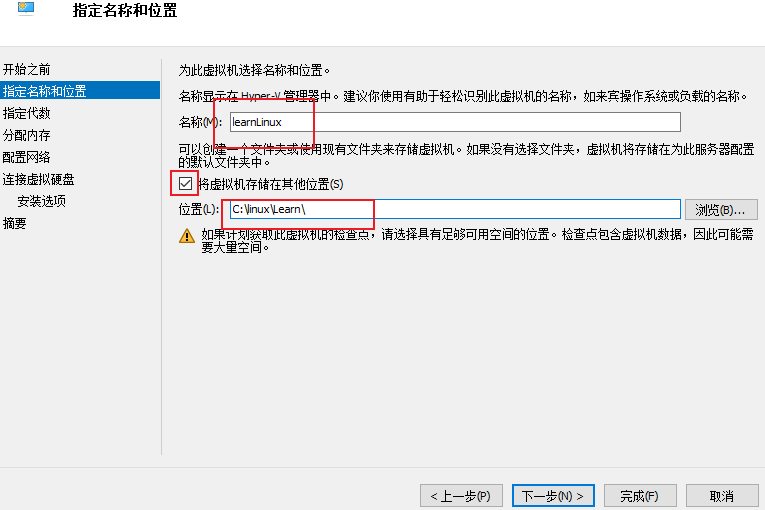 指定名称和位置
开始之前
指定名称和位置
指定代数
分配内存
配置网络
连接虚拟硬盘
安装选项
摘要
为此虚拟机选择名称和位置。
名称显示在 Hyper-V 管理器中。建议你使用有助于轻松识别此虚拟机的名称，如来宾操作系统或负载的名称。
名称(M): learnLinux
可以创建一个文件夹或使用现有文件夹来存储虚拟机。如果没有选择文件夹，虚拟机将存储在为此服务器配置
的默认文件夹中。
将虚拟机存储在其他位置(S)
位置(L): C:\linux\Learn\ 浏览(B)...
如果计划获取此虚拟机的检查点，请选择具有足够可用空间的位置。检查点包含虚拟机数据，因此可能需
要大量空间。
< 上一步(P) 下一步(N) > 完成(F) 取消